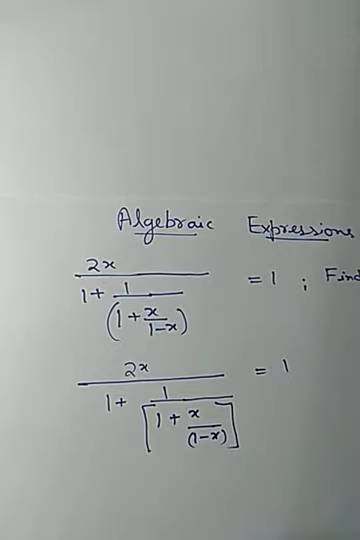 Algebraic Expressions
2x / (1 + 1 / (1 + x/(1-x))) = 1 ; Find
2x / (1 + 1 / [1 + x/(1-x)]) = 1